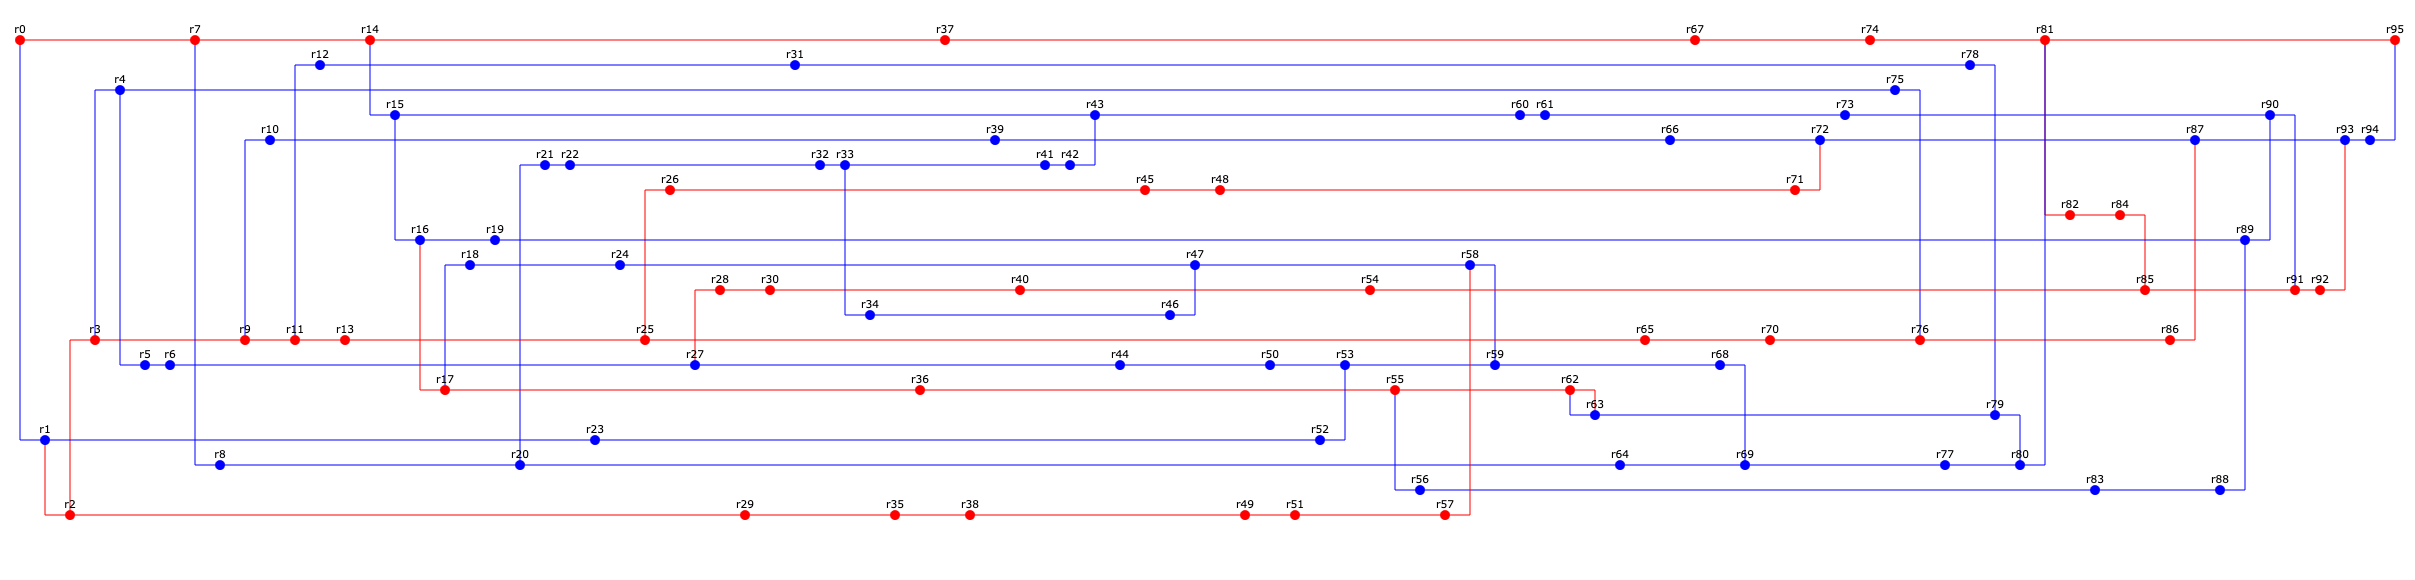 r0 r7 r14 r37 r67 r74 r81 r95
r12 r31 r78
r4 r75
r15 r43 r60 r61 r73 r90
r10 r39 r66 r72 r87 r93 r94
r21 r22 r32 r33 r41 r42
r26 r45 r48 r71
r82 r84
r16 r19 r89
r18 r24 r47 r58
r28 r30 r40 r54 r85 r91 r92
r34 r46
r3 r9 r11 r13 r25 r65 r70 r76 r86
r5 r6 r27 r44 r50 r53 r59 r68
r17 r36 r55 r62
r63 r79
r1 r23 r52
r8 r20 r64 r69 r77 r80
r56 r83 r88
r2 r29 r35 r38 r49 r51 r57